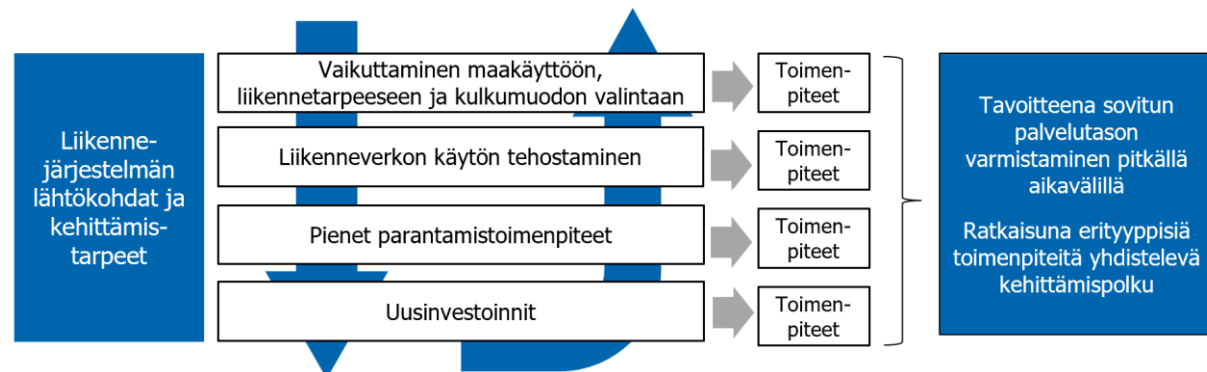 Liikenne-
järjestelmän
lähtökohdat ja
kehittämis-
tarpeet
Vaikuttaminen maakäyttöön,
liikennetarpeeseen ja kulkumuodon valintaan
Toimen-
piteet
Liikenneverkon käytön tehostaminen
Toimen-
piteet
Pienet parantamistoimenpiteet
Toimen-
piteet
Uusinvestoinnit
Toimen-
piteet
Tavoitteena sovitun
palvelutason
varmistaminen pitkällä
aikavälillä
Ratkaisuna erityyppisiä
toimenpiteitä yhdistelevä
kehittämispolku